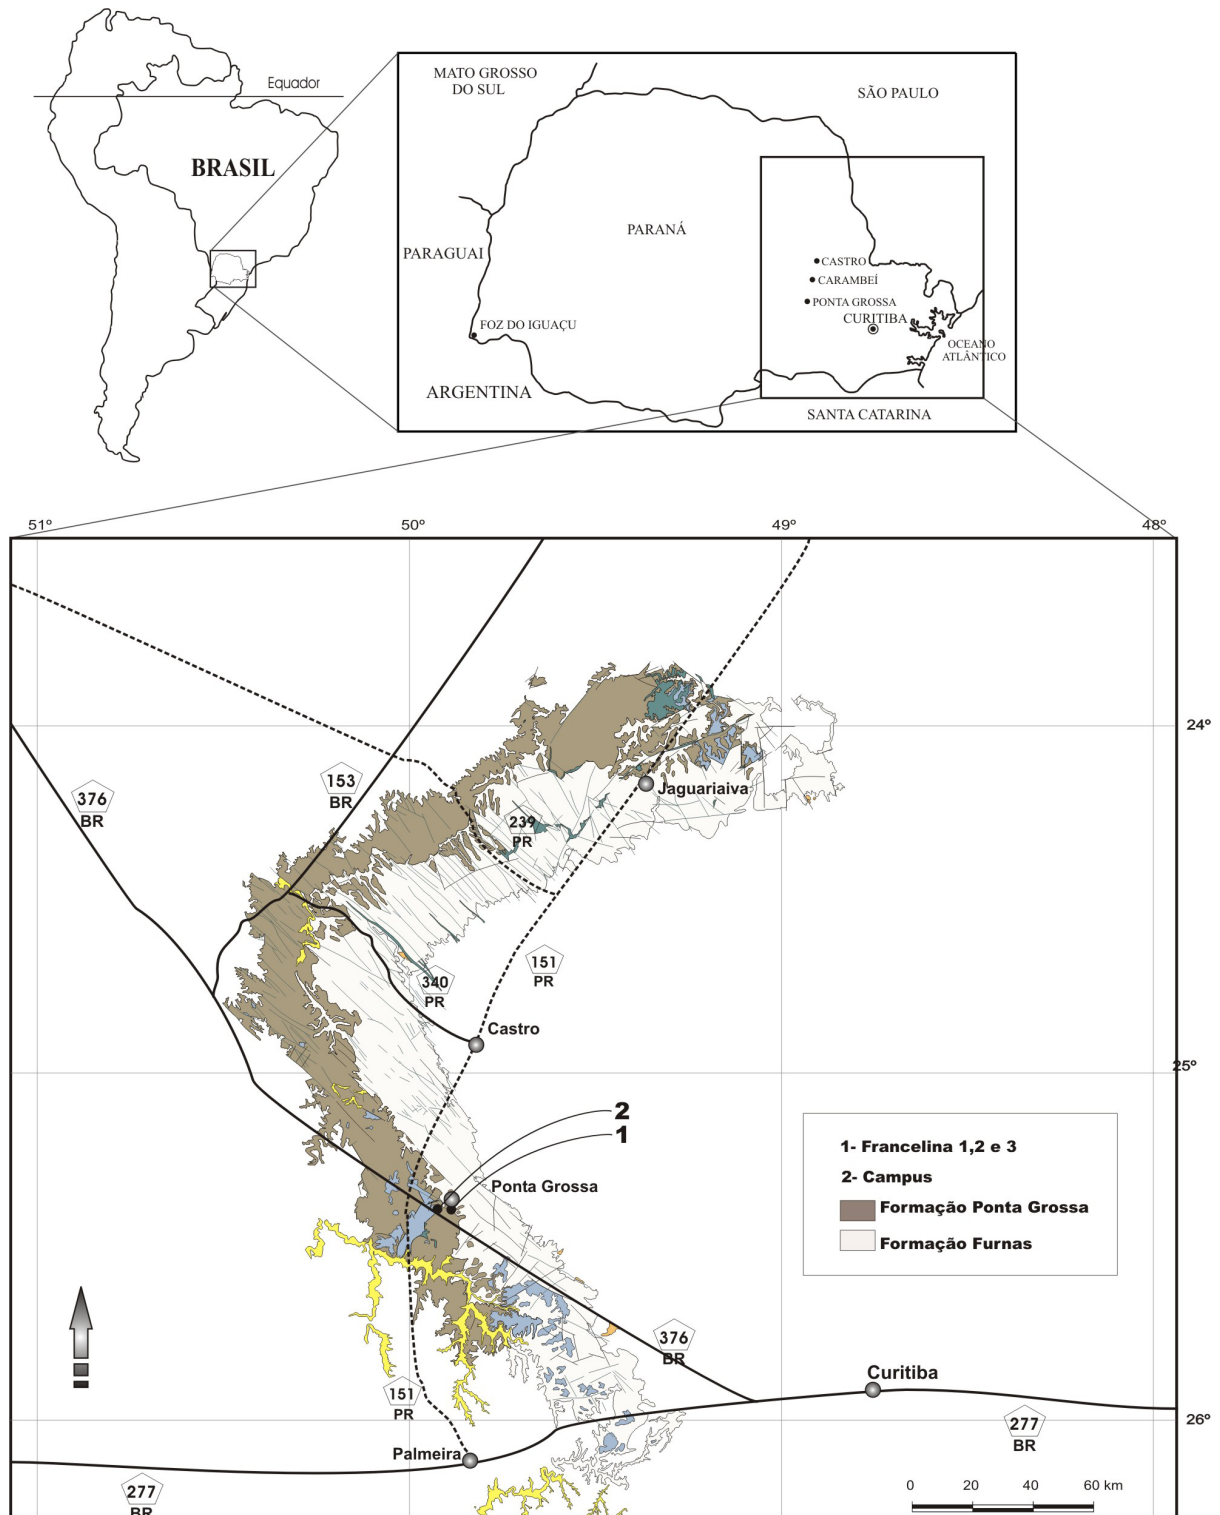 Equador
BRASIL
MATO GROSSO
DO SUL
SÃO PAULO
PARANÁ
PARAGUAI
CASTRO
CARAMBEÍ
PONTA GROSSA
CURITIBA
FOZ DO IGUAÇU
OCEANO
ATLÂNTICO
ARGENTINA
SANTA CATARINA
51º
50º
49º
48º
24º
153
BR
376
BR
Jaguariaiva
239
PR
151
PR
340
PR
Castro
25º
2
1
Ponta Grossa
1- Francelina 1,2 e 3
2- Campus
Formação Ponta Grossa
Formação Furnas
376
BR
Curitiba
151
PR
26º
277
BR
Palmeira
277
BR
0 20 40 60 km